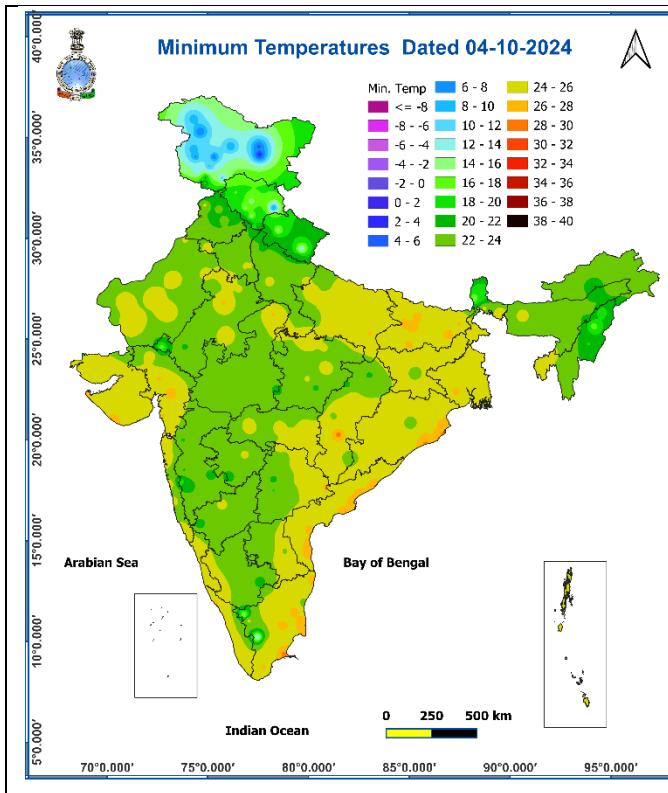 Minimum Temperatures Dated 04-10-2024
Min. Temp
<= -8
-8 - -6
-6 - -4
-4 - -2
-2 - 0
0 - 2
2 - 4
4 - 6
6 - 8
8 - 10
10 - 12
12 - 14
14 - 16
16 - 18
18 - 20
20 - 22
22 - 24
24 - 26
26 - 28
28 - 30
30 - 32
32 - 34
34 - 36
36 - 38
38 - 40
40°0.000'
35°0.000'
30°0.000'
25°0.000'
20°0.000'
15°0.000'
10°0.000'
5°0.000'
Arabian Sea
Bay of Bengal
Indian Ocean
0 250 500 km
70°0.000' 75°0.000' 80°0.000' 85°0.000' 90°0.000' 95°0.000'